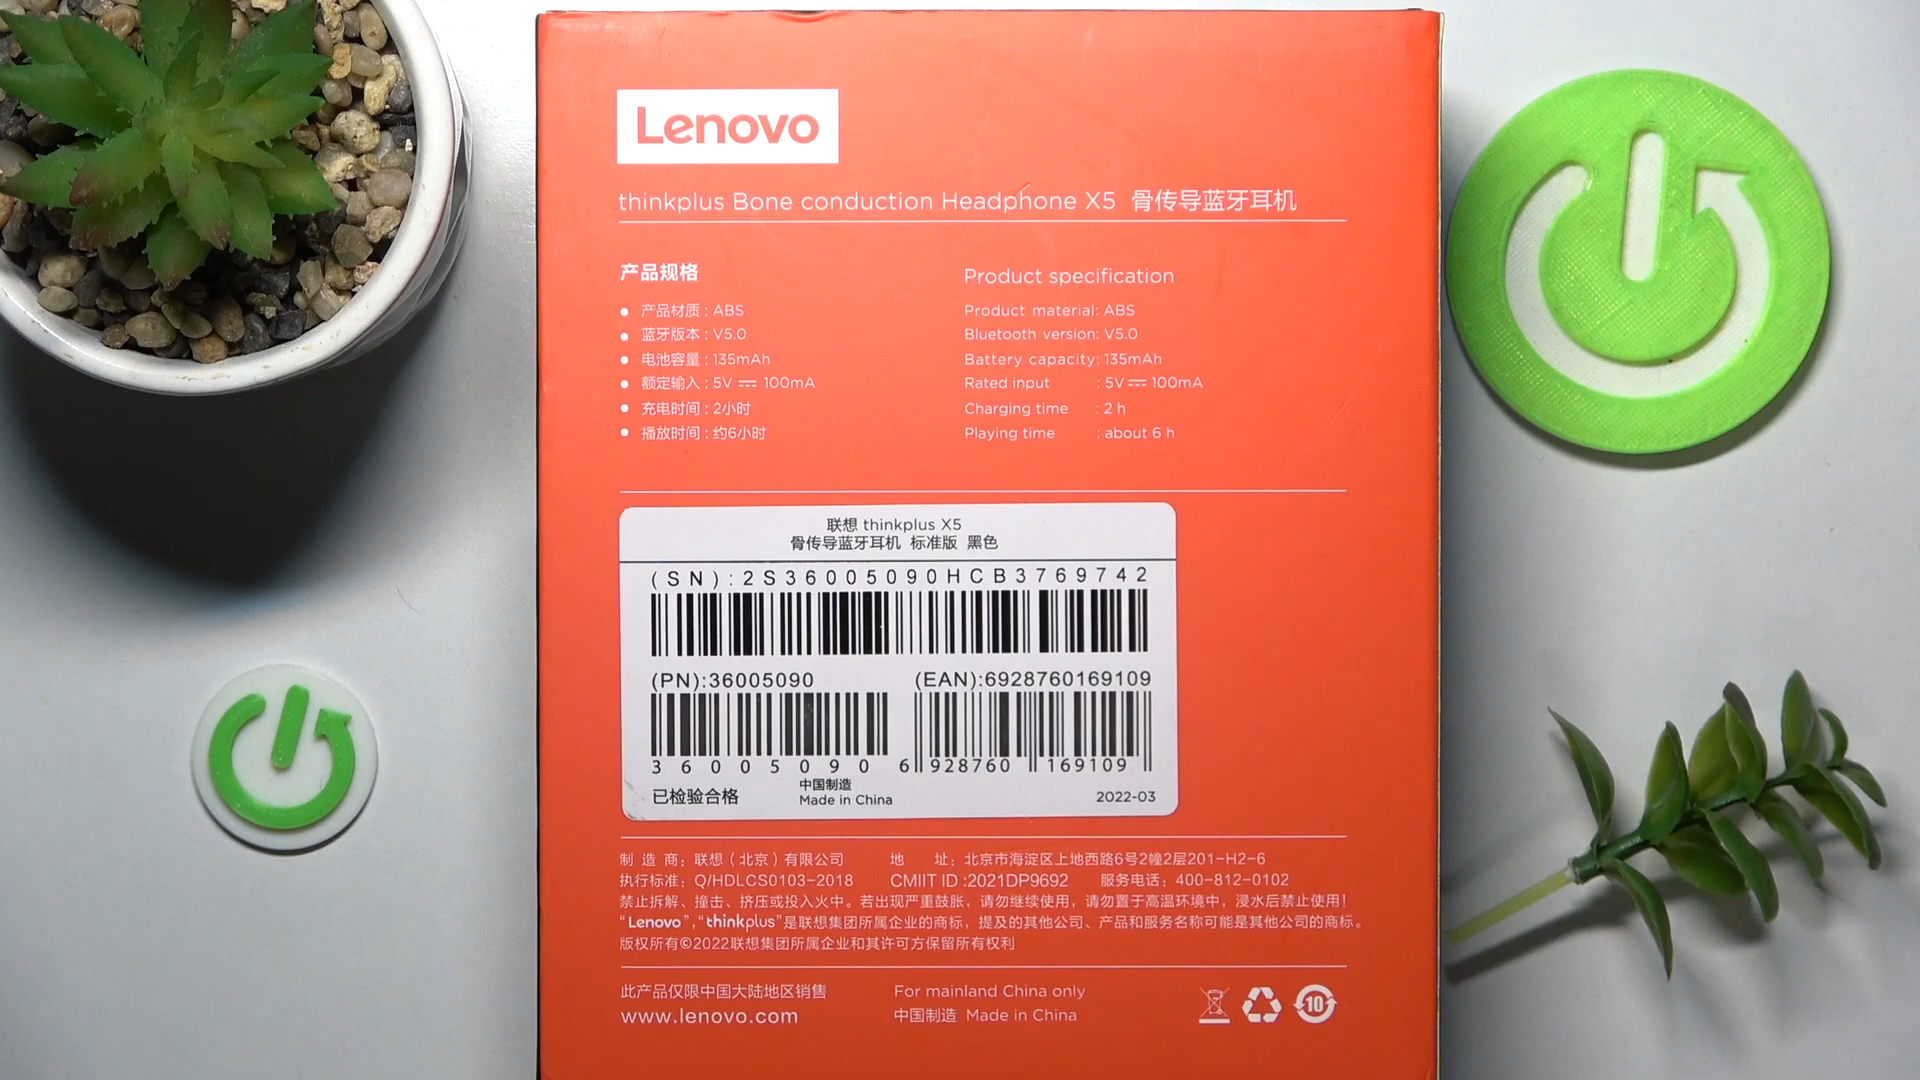 Lenovo
thinkplus Bone conduction Headphone X5 骨传导蓝牙耳机
产品规格
● 产品材质 : ABS
● 蓝牙版本 : V5.0
● 电池容量 : 135mAh
● 额定输入 : 5V ⎓ 100mA
● 充电时间 : 2小时
● 播放时间 : 约6小时
Product specification
Product material: ABS
Bluetooth version: V5.0
Battery capacity: 135mAh
Rated input : 5V ⎓ 100mA
Charging time : 2 h
Playing time : about 6 h
联想 thinkplus X5
骨传导蓝牙耳机 标准版 黑色
(SN):2S36005090HCB3769742
(PN):36005090 (EAN):6928760169109
36005090 6 928760 169109
已检验合格 中国制造 2022-03
Made in China
制 造 商：联想（北京）有限公司 地 址：北京市海淀区上地西路6号2幢2层201-H2-6
执行标准：Q/HDLCS0103-2018 CMIIT ID :2021DP9692 服务电话：400-812-0102
禁止拆解、撞击、挤压或投入火中。若出现严重鼓胀，请勿继续使用，请勿置于高温环境中，浸水后禁止使用！
“Lenovo”,“thinkplus”是联想集团所属企业的商标，提及的其他公司、产品和服务名称可能是其他公司的商标。
版权所有©2022联想集团所属企业和其许可方保留所有权利
此产品仅限中国大陆地区销售 For mainland China only
www.lenovo.com 中国制造 Made in China
10